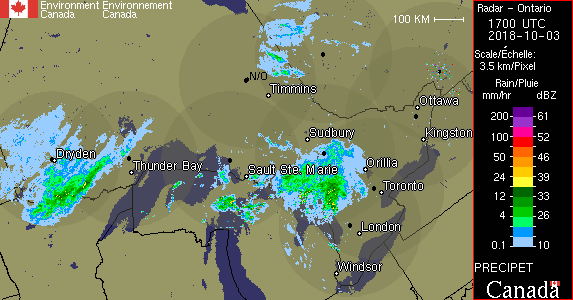 Environment Environnement
Canada Canada
100 KM
N/O
Timmins
Ottawa
Sudbury
Kingston
Dryden
Thunder Bay
Sault Ste. Marie
Orillia
Toronto
London
Windsor
Radar - Ontario
1700 UTC
2018-10-03
Scale/Échelle:
3.5 km/Pixel
Rain/Pluie
mm/hr dBZ
200 61
100 52
50 46
24 39
12 33
4 26
0.1 10
PRECIPET
Canada